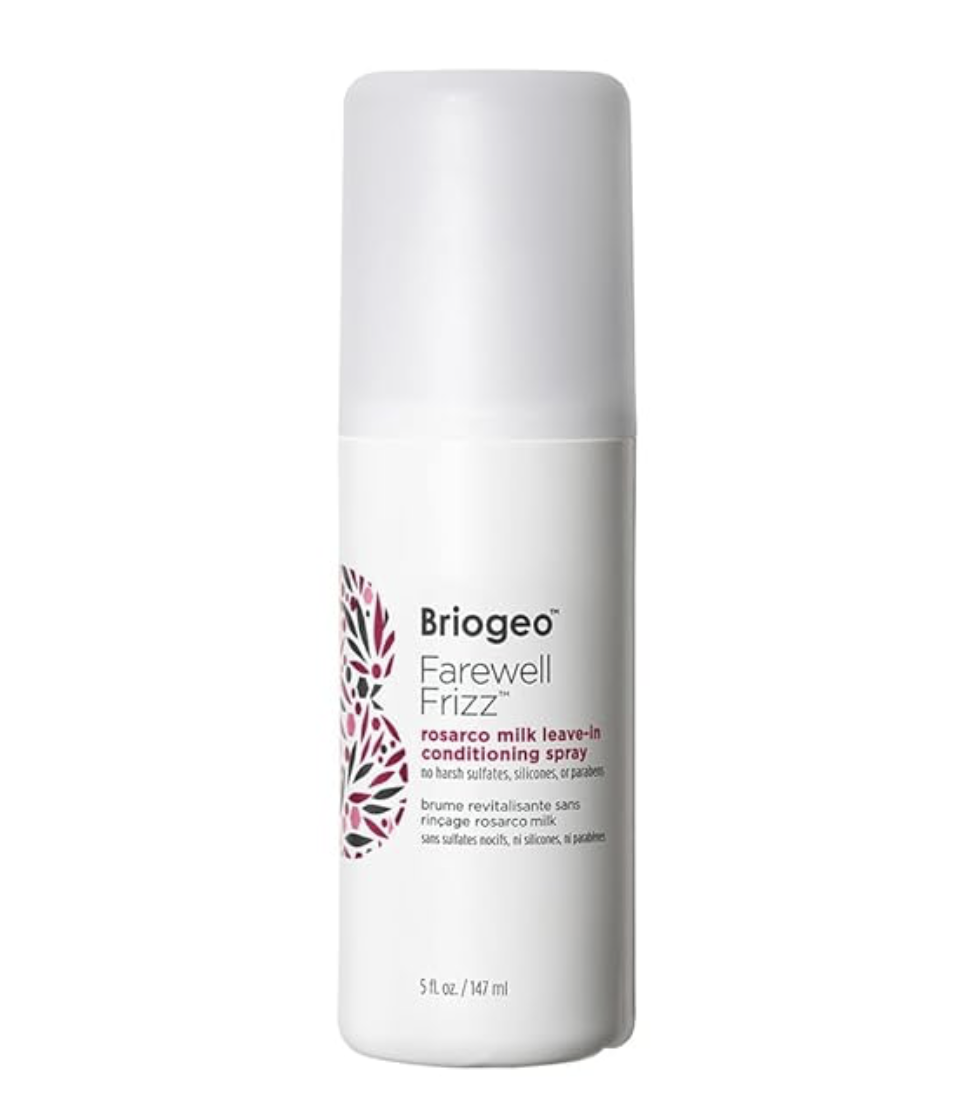 Briogeo™
Farewell
Frizz™
rosarco milk leave-in
conditioning spray
no harsh sulfates, silicones, or parabens
brume revitalisante sans
rinçage rosarco milk
sans sulfates nocifs, ni silicones, ni parabènes
5 fl. oz. / 147 ml